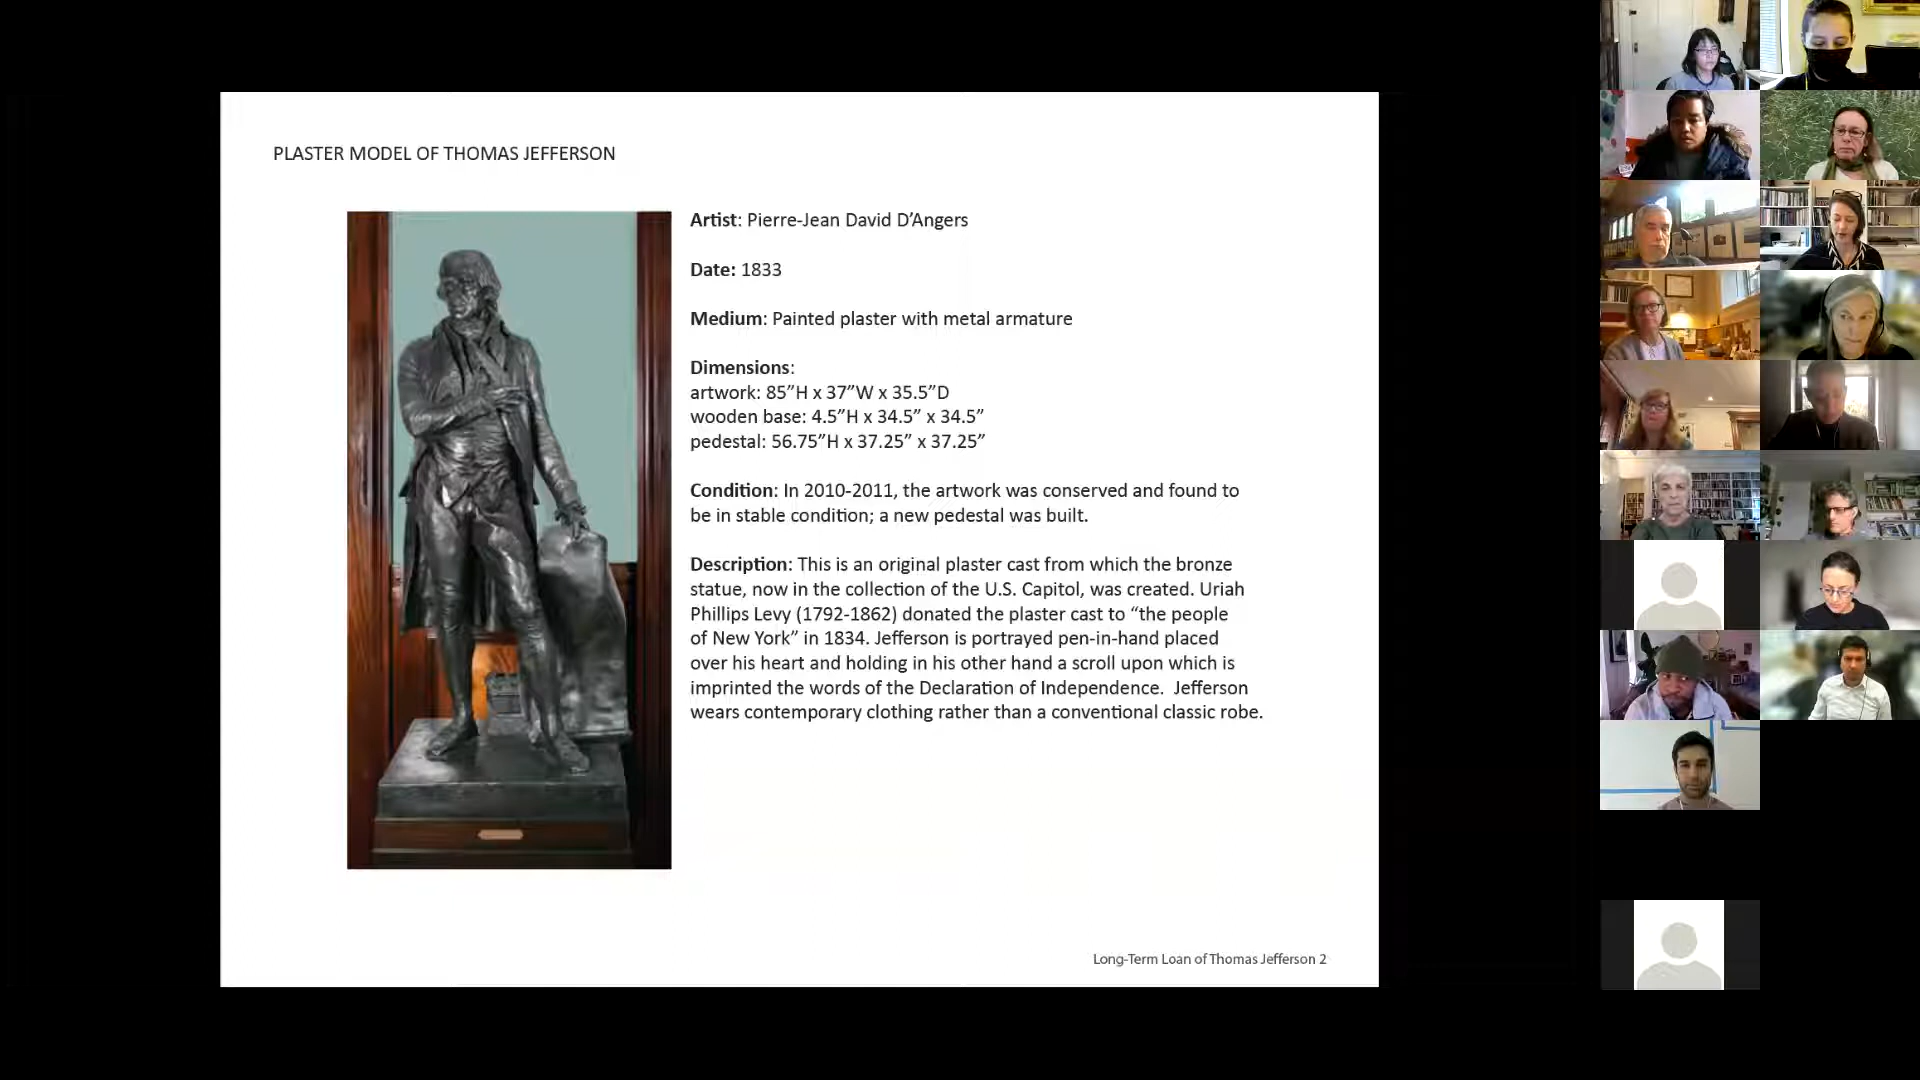 PLASTER MODEL OF THOMAS JEFFERSON
Artist: Pierre-Jean David D’Angers
Date: 1833
Medium: Painted plaster with metal armature
Dimensions:
artwork: 85”H x 37”W x 35.5”D
wooden base: 4.5”H x 34.5” x 34.5”
pedestal: 56.75”H x 37.25” x 37.25”
Condition: In 2010-2011, the artwork was conserved and found to
be in stable condition; a new pedestal was built.
Description: This is an original plaster cast from which the bronze
statue, now in the collection of the U.S. Capitol, was created. Uriah
Phillips Levy (1792-1862) donated the plaster cast to “the people
of New York” in 1834. Jefferson is portrayed pen-in-hand placed
over his heart and holding in his other hand a scroll upon which is
imprinted the words of the Declaration of Independence.  Jefferson
wears contemporary clothing rather than a conventional classic robe.
Long-Term Loan of Thomas Jefferson 2